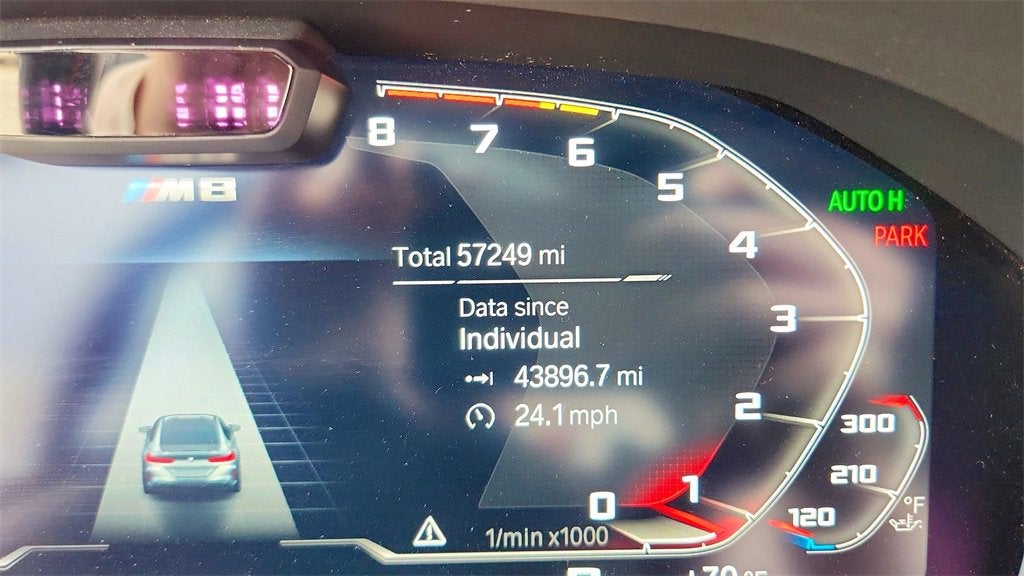 M8
8
7
6
5
4
3
2
1
0
AUTO H
PARK
Total 57249 mi
Data since
Individual
43896.7 mi
24.1 mph
300
210
120
°F
1/min x1000